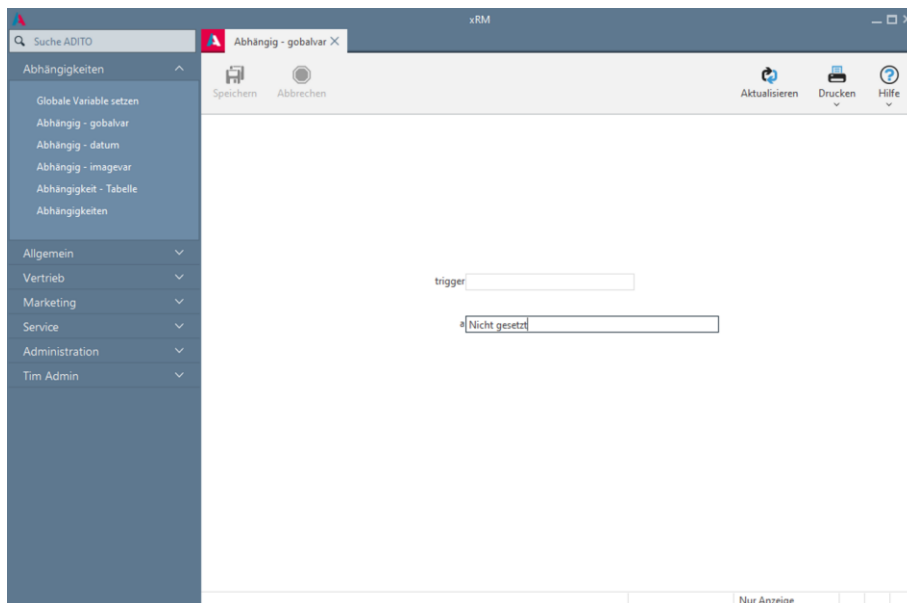 xRM
Suche ADITO
Abhängig - gobalvar
Abhängigkeiten
Globale Variable setzen
Abhängig - gobalvar
Abhängig - datum
Abhängig - imagevar
Abhängigkeit - Tabelle
Abhängigkeiten
Allgemein
Vertrieb
Marketing
Service
Administration
Tim Admin
Speichern
Abbrechen
Aktualisieren
Drucken
Hilfe
trigger
a Nicht gesetzt
Nur Anzeige